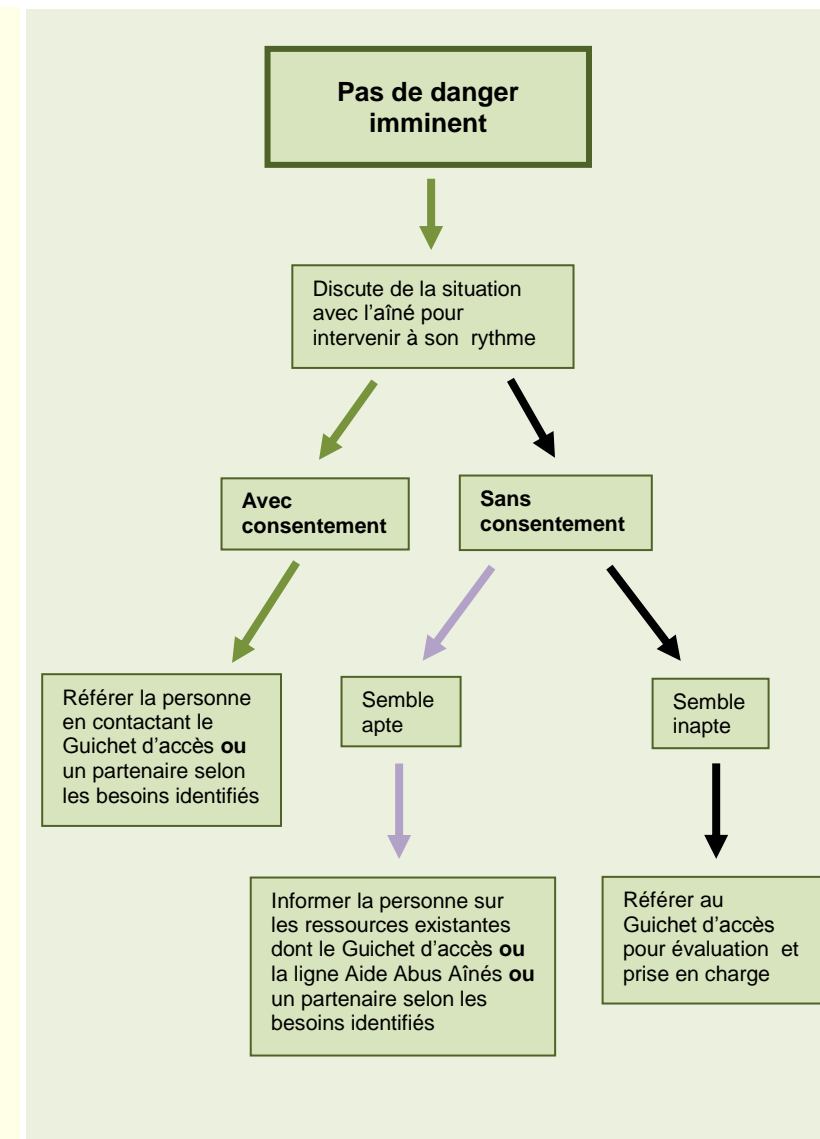 Pas de danger
imminent
Discute de la situation
avec l'aîné pour
intervenir à son rythme
Avec
consentement
Sans
consentement
Référer la personne
en contactant le
Guichet d'accès ou
un partenaire selon
les besoins identifiés
Semble
apte
Semble
inapte
Informer la personne sur
les ressources existantes
dont le Guichet d'accès ou
la ligne Aide Abus Aînés ou
un partenaire selon les
besoins identifiés
Référer au
Guichet d'accès
pour évaluation et
prise en charge